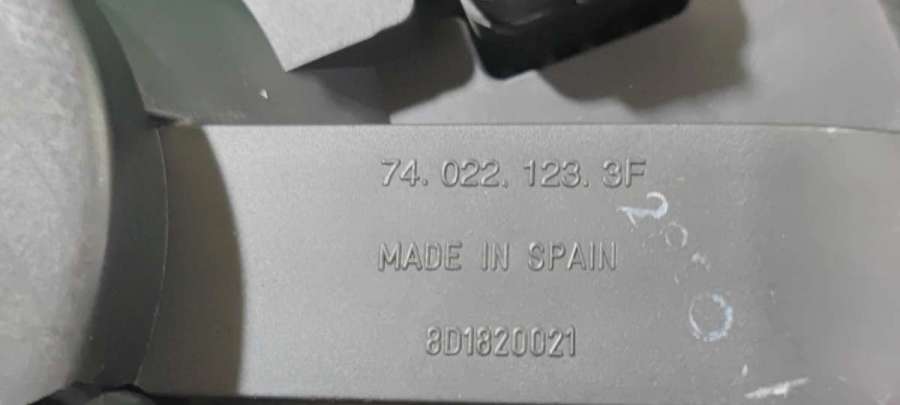 74. 022. 123. 3F
MADE IN SPAIN
8D1820021